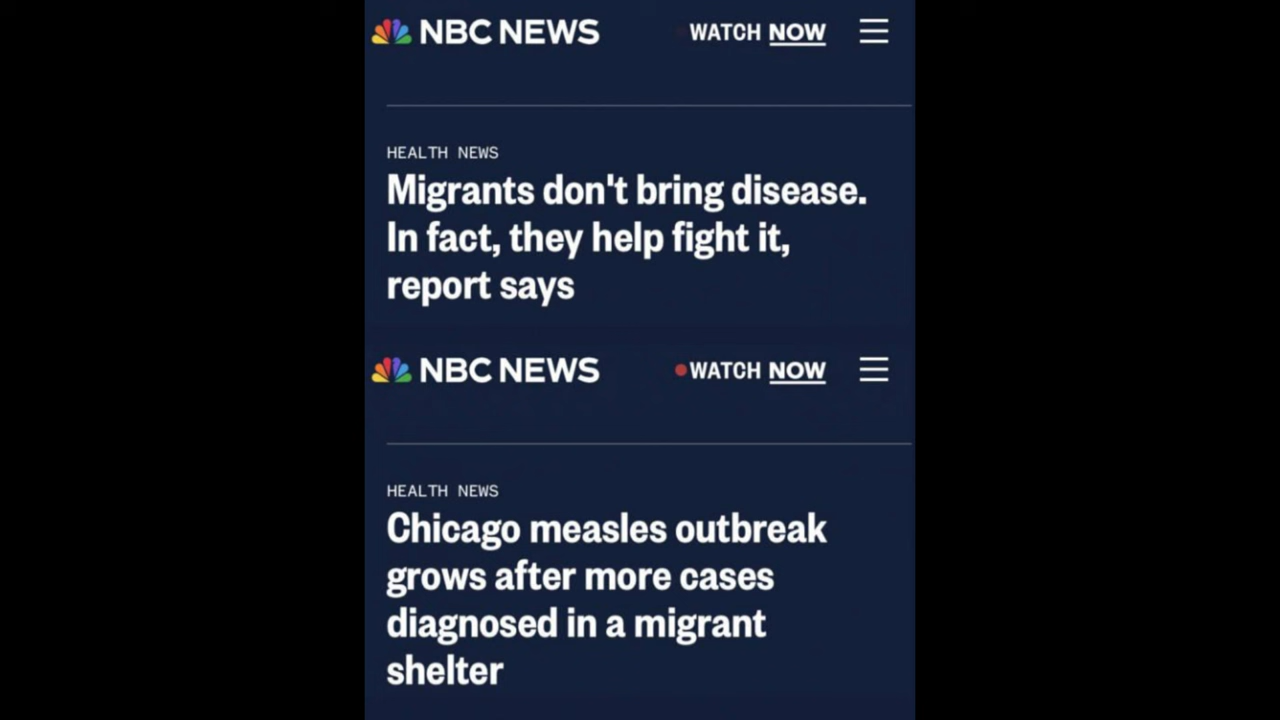 NBC NEWS WATCH NOW
HEALTH NEWS
Migrants don't bring disease.
In fact, they help fight it,
report says
NBC NEWS WATCH NOW
HEALTH NEWS
Chicago measles outbreak
grows after more cases
diagnosed in a migrant
shelter